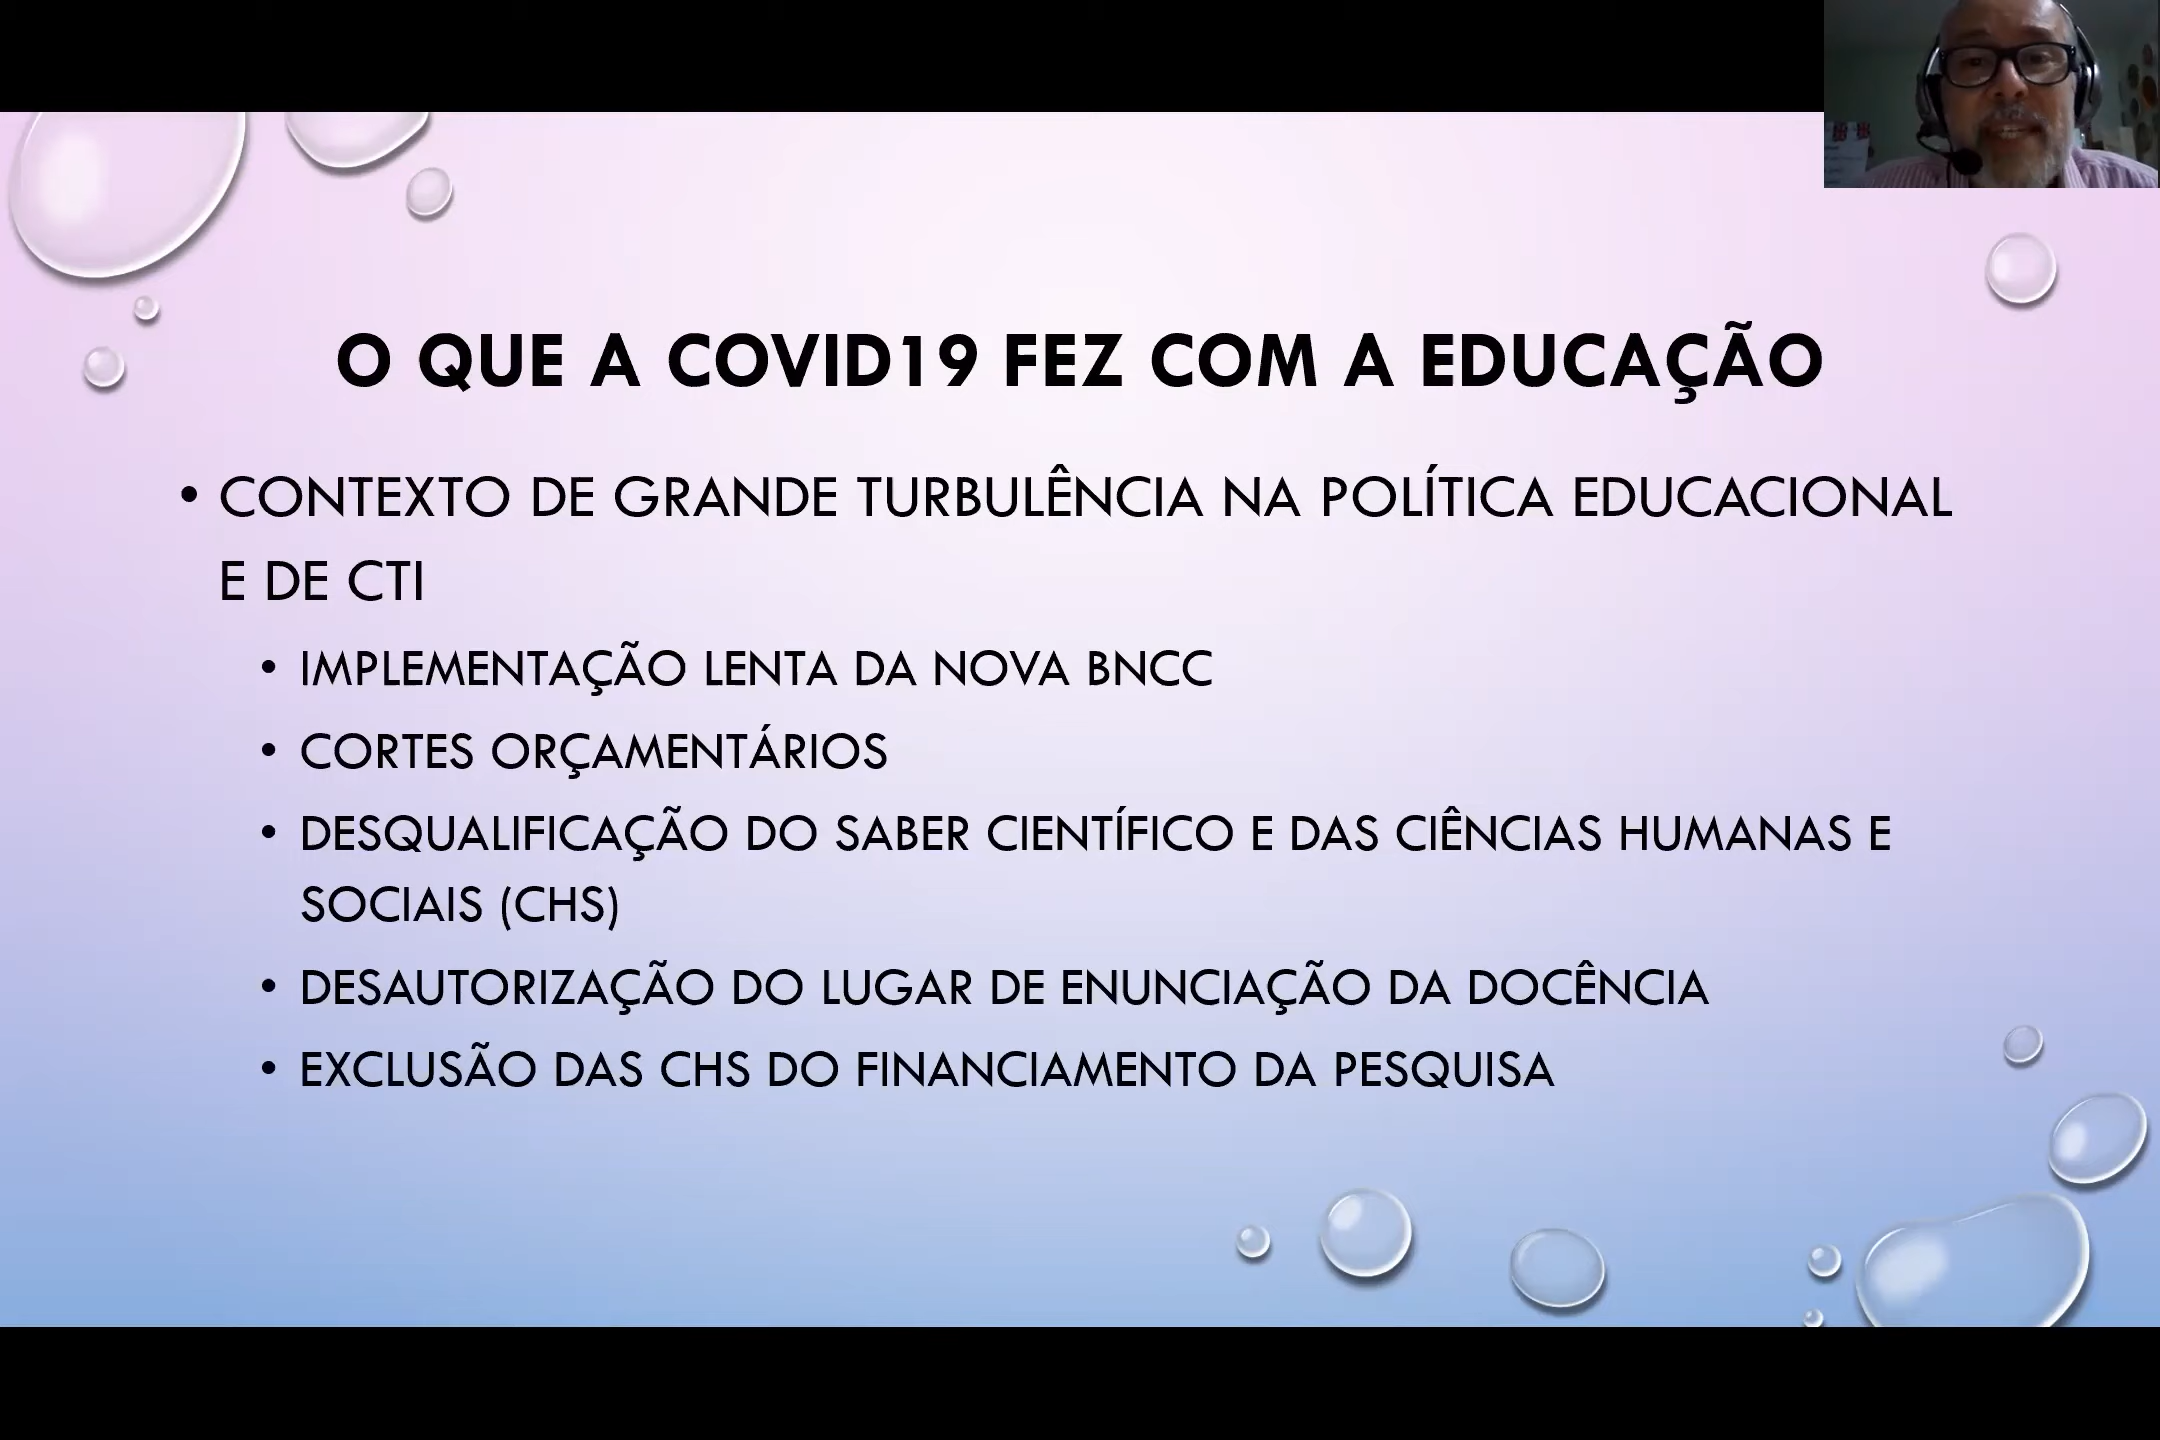 O QUE A COVID19 FEZ COM A EDUCAÇÃO
• CONTEXTO DE GRANDE TURBULÊNCIA NA POLÍTICA EDUCACIONAL
E DE CTI
• IMPLEMENTAÇÃO LENTA DA NOVA BNCC
• CORTES ORÇAMENTÁRIOS
• DESQUALIFICAÇÃO DO SABER CIENTÍFICO E DAS CIÊNCIAS HUMANAS E
SOCIAIS (CHS)
• DESAUTORIZAÇÃO DO LUGAR DE ENUNCIAÇÃO DA DOCÊNCIA
• EXCLUSÃO DAS CHS DO FINANCIAMENTO DA PESQUISA